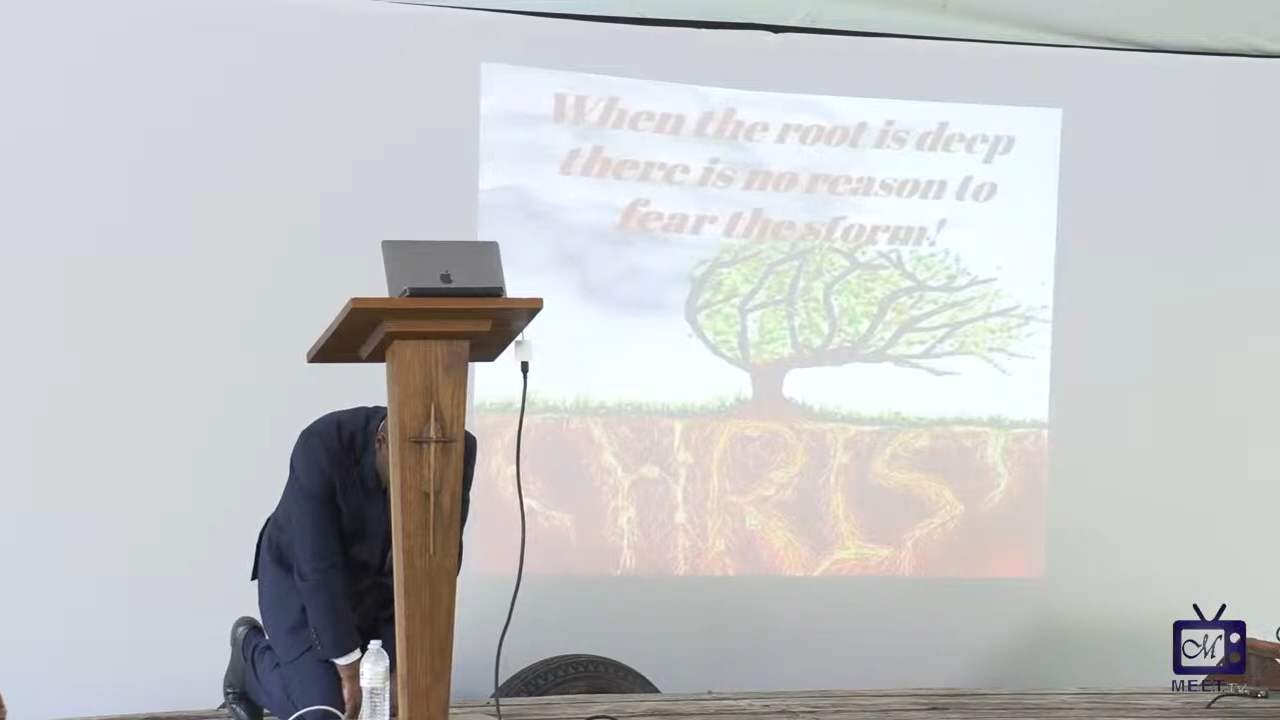 When the root is deep
there is no reason to
fear the storm!
CHRIST
M
MEET TV